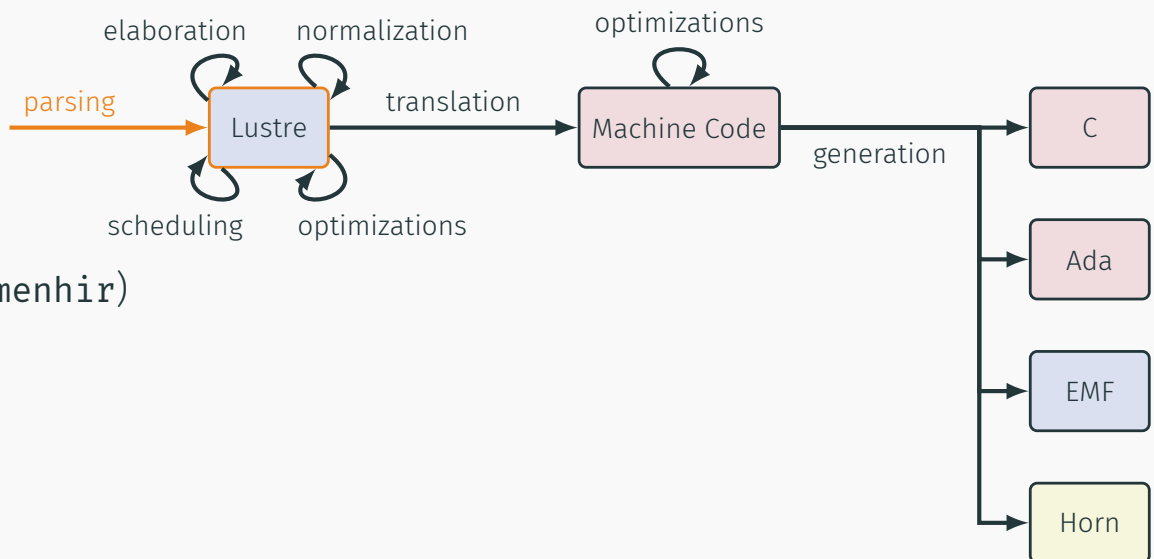 optimizations
elaboration normalization
parsing
translation
Lustre
Machine Code
C
generation
scheduling optimizations
Ada
menhir)
EMF
Horn